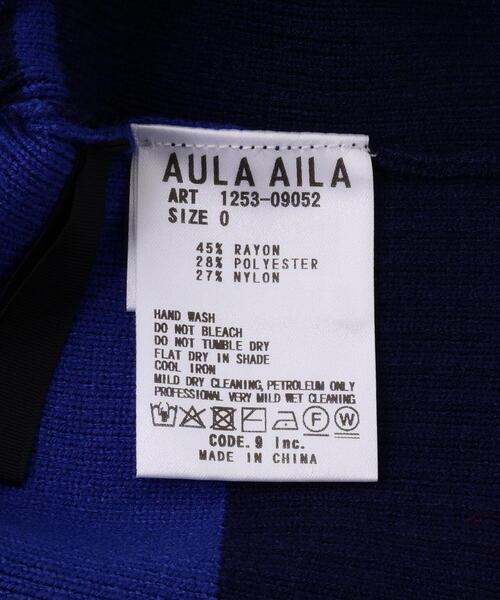 AULA AILA
ART 1253-09052
SIZE 0
45% RAYON
28% POLYESTER
27% NYLON
HAND WASH
DO NOT BLEACH
DO NOT TUMBLE DRY
FLAT DRY IN SHADE
COOL IRON
MILD DRY CLEANING, PETROLEUM ONLY
PROFESSIONAL VERY MILD WET CLEANING
F W
CODE. 9 Inc.
MADE IN CHINA